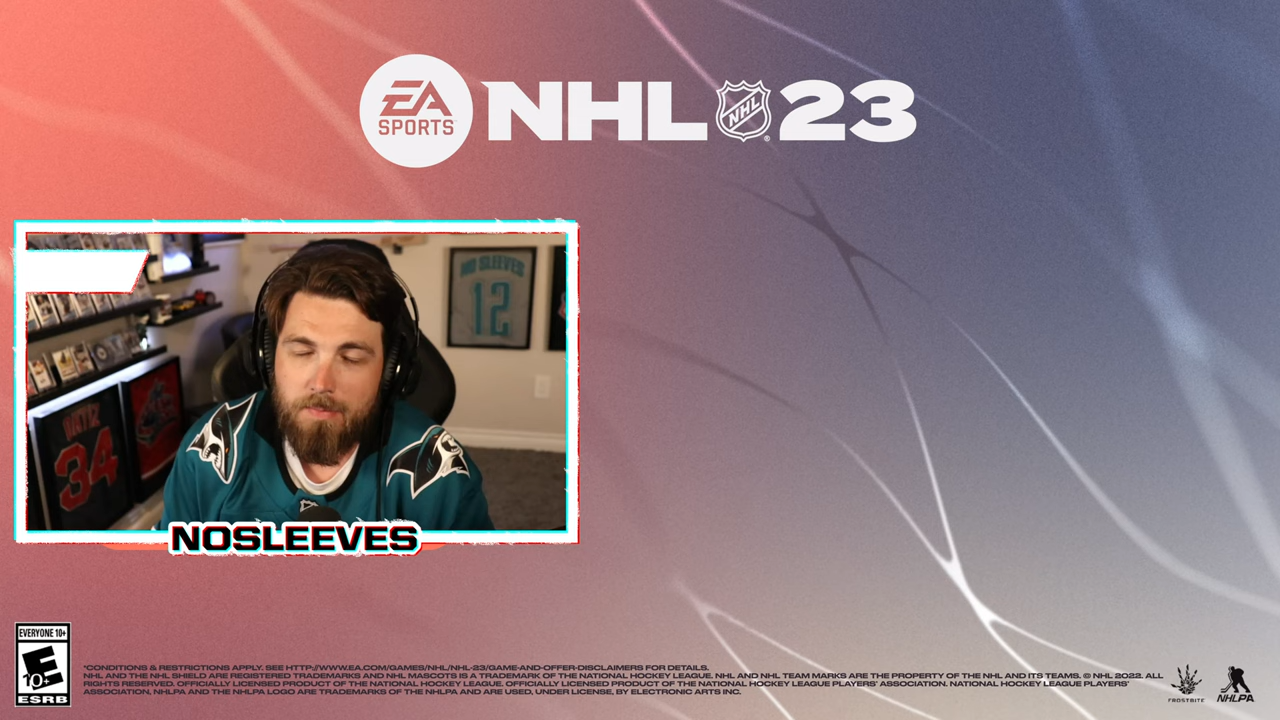 EA
SPORTS
NHL NHL 23
NO SLEEVES
12
ORTIZ
34
NOSLEEVES
EVERYONE 10+
E
10+
ESRB
*CONDITIONS & RESTRICTIONS APPLY. SEE HTTP://WWW.EA.COM/GAMES/NHL/NHL-23/GAME-AND-OFFER-DISCLAIMERS FOR DETAILS.
NHL AND THE NHL SHIELD ARE REGISTERED TRADEMARKS AND NHL MASCOTS IS A TRADEMARK OF THE NATIONAL HOCKEY LEAGUE. NHL AND NHL TEAM MARKS ARE THE PROPERTY OF THE NHL AND ITS TEAMS. © NHL 2022. ALL
RIGHTS RESERVED. OFFICIALLY LICENSED PRODUCT OF THE NATIONAL HOCKEY LEAGUE. OFFICIALLY LICENSED PRODUCT OF THE NATIONAL HOCKEY LEAGUE PLAYERS' ASSOCIATION. NATIONAL HOCKEY LEAGUE PLAYERS'
ASSOCIATION, NHLPA AND THE NHLPA LOGO ARE TRADEMARKS OF THE NHLPA AND ARE USED, UNDER LICENSE, BY ELECTRONIC ARTS INC.
FROSTBITE
NHLPA